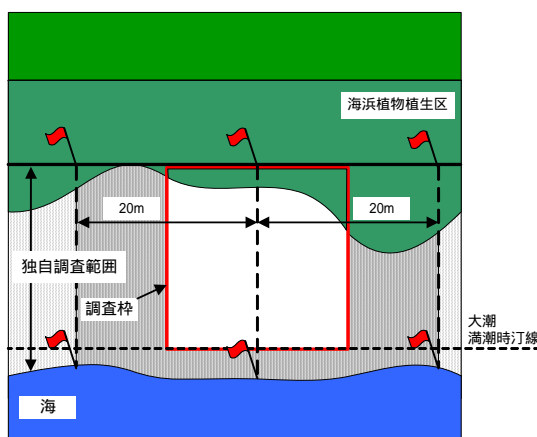 海浜植物植生区
20m
20m
独自調査範囲
調査枠
大潮
満潮時汀線
海